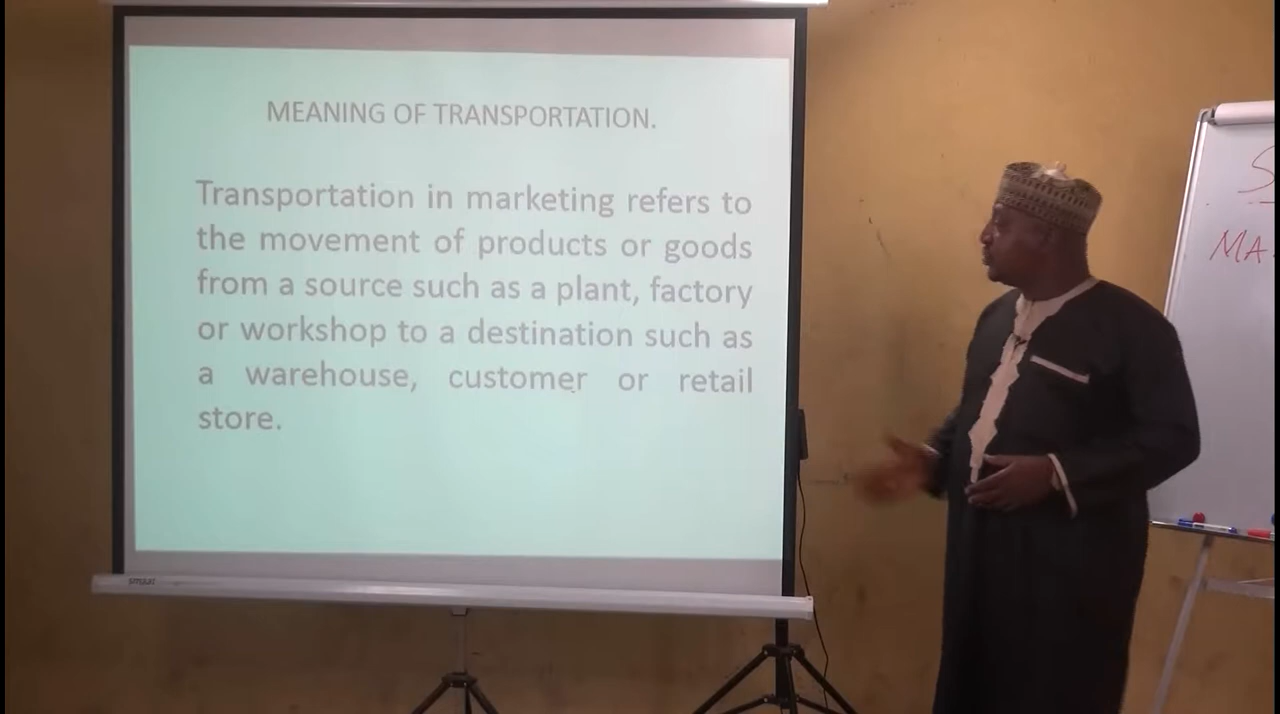 MEANING OF TRANSPORTATION.
Transportation in marketing refers to
the movement of products or goods
from a source such as a plant, factory
or workshop to a destination such as
a warehouse, customer or retail
store.
S
MA
smart